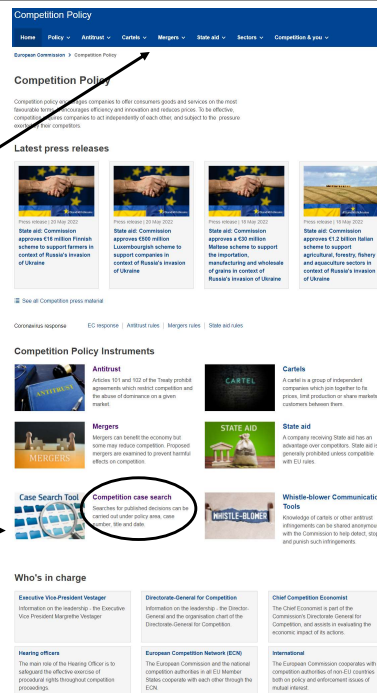 Competition Policy
Home Policy Antitrust Cartels Mergers State aid Sectors Competition & you
European Commission > Competition Policy
Competition Policy
Competition policy encourages companies to offer consumers goods and services on the most
favourable terms. It encourages efficiency and innovation and reduces prices. To be effective,
competition requires companies to act independently of each other, and subject to the pressure
exerted by their competitors.
Latest press releases
Press release | 23 May 2022
State aid: Commission
approves €16 million Finnish
scheme to support farmers in
context of Russia's invasion
of Ukraine
Press release | 20 May 2022
State aid: Commission
approves €500 million
Luxembourgish scheme to
support companies in
context of Russia's invasion
of Ukraine
Press release | 18 May 2022
State aid: Commission
approves a €30 million
Maltese scheme to support
the importation,
manufacturing and wholesale
of grains in context of
Russia's invasion of Ukraine
Press release | 18 May 2022
State aid: Commission
approves €1.2 billion Italian
scheme to support
agricultural, forestry, fishery
and aquaculture sectors in
context of Russia's invasion
of Ukraine
See all Competition press material
Coronavirus response EC response | Antitrust rules | Mergers rules | State aid rules
Competition Policy Instruments
ANTITRUST
Antitrust
Articles 101 and 102 of the Treaty prohibit
agreements which restrict competition and
the abuse of dominance on a given
market.
CARTEL
Cartels
A cartel is a group of independent
companies which join together to fix
prices, limit production or share markets
customers between them.
MERGERS
Mergers
Mergers can benefit the economy but
some may reduce competition. Proposed
mergers are examined to prevent harmful
effects on competition.
STATE AID
State aid
A company receiving State aid has an
advantage over competitors. State aid is
generally prohibited unless compatible
with EU rules.
Case Search Tool
Competition case search
Searches for published decisions can be
carried out under policy area, case
number, title and date.
WHISTLE-BLOWER
Whistle-blower Communication
Tools
Knowledge of cartels or other antitrust
infringements can be shared anonymou
with the Commission to help detect, stop
and punish such infringements.
Who's in charge
Executive Vice-President Vestager
Information on the leadership - the Executive
Vice President Margrethe Vestager
Directorate-General for Competition
Information on the leadership - the Director-
General and the organisation chart of the
Directorate-General for Competition.
Chief Competition Economist
The Chief Economist is part of the
Commission's Directorate General for
Competition, and assists in evaluating the
economic impact of its actions.
Hearing officers
The main role of the Hearing Officer is to
safeguard the effective exercise of
procedural rights throughout competition
proceedings.
European Competition Network (ECN)
The European Commission and the national
competition authorities in all EU Member
States cooperate with each other through the
ECN.
International
The European Commission cooperates with
competition authorities of non-EU countries
both on policy and enforcement issues of
mutual interest.